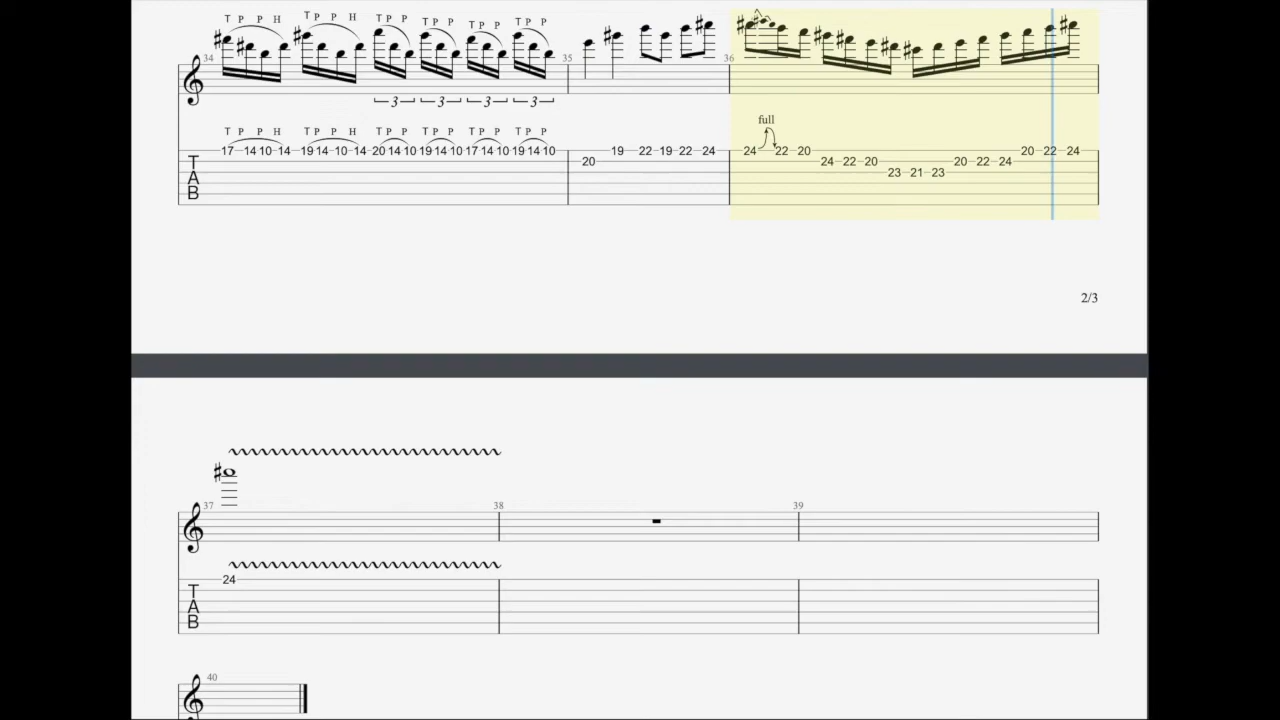 T P P H T P P H T P P T P P T P P T P P
34 35 36
3 3 3 3
full
T P P H T P P H T P P T P P T P P T P P
17 14 10 14 19 14 10 14 20 14 10 19 14 10 17 14 10 19 14 10 19 22 19 22 24 24 22 20 20 22 24
T 20 24 22 20 20 22 24
A 23 21 23
B
2/3
37 38 39
24
T
A
B
40